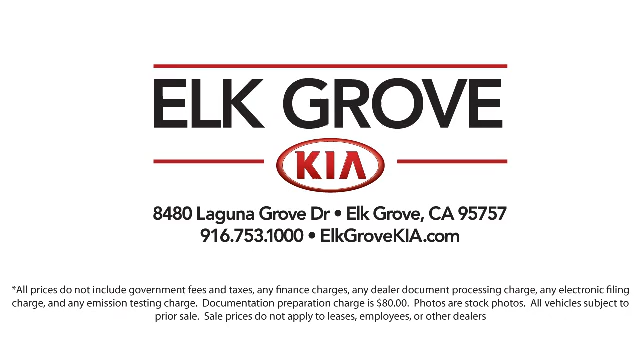 ELK GROVE
KIA
8480 Laguna Grove Dr • Elk Grove, CA 95757
916.753.1000 • ElkGroveKIA.com
*All prices do not include government fees and taxes, any finance charges, any dealer document processing charge, any electronic filing
charge, and any emission testing charge. Documentation preparation charge is $80.00. Photos are stock photos. All vehicles subject to
prior sale. Sale prices do not apply to leases, employees, or other dealers